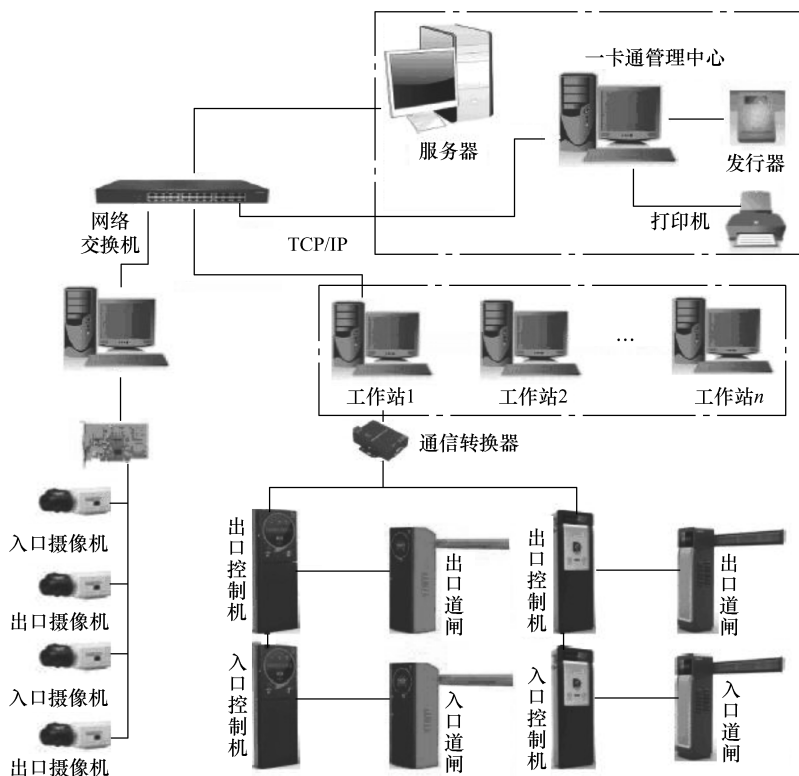 一卡通管理中心
服务器
发行器
打印机
网络
交换机
TCP/IP
工作站1
工作站2
…
工作站n
通信转换器
入口摄像机
出口摄像机
入口摄像机
出口摄像机
出口控制机
出口道闸
出口控制机
出口道闸
入口控制机
入口道闸
入口控制机
入口道闸